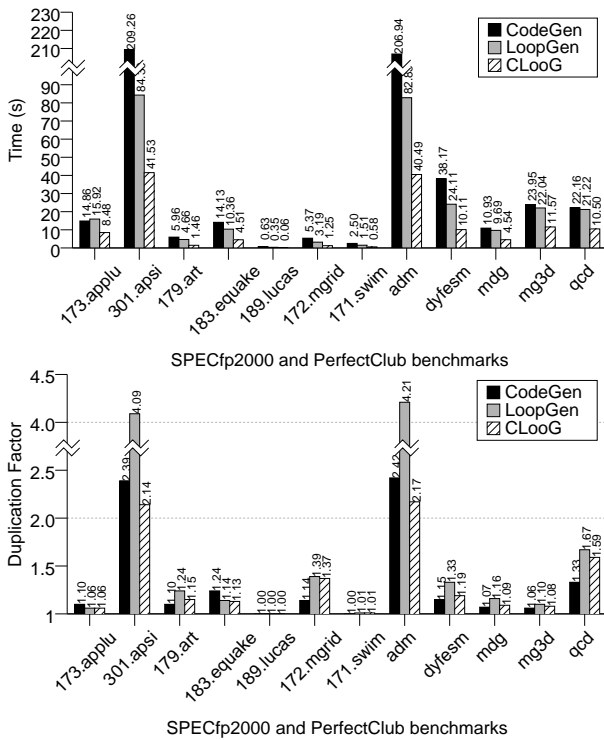 230
220
210
200
90
80
70
60
50
40
30
20
10
0
Time (s)
CodeGen
LoopGen
CLooG
14.86
15.92
8.48
209.26
41.53
5.96
4.66
1.46
14.13
10.36
4.51
0.63
0.35
0.06
5.37
3.19
1.25
2.50
1.51
0.58
206.94
40.49
38.17
24.11
10.11
10.93
9.69
4.54
23.95
22.04
11.57
22.16
21.22
10.50
173.applu
301.apsi
179.art
183.equake
189.lucas
172.mgrid
171.swim
adm
dyfesm
mdg
mg3d
qcd
SPECfp2000 and PerfectClub benchmarks
4.5
4.0
2.5
2.0
1.5
1
Duplication Factor
CodeGen
LoopGen
CLooG
1.10
1.06
1.06
2.39
4.09
2.14
1.10
1.24
1.15
1.24
1.14
1.13
1.00
1.00
1.00
1.14
1.39
1.37
1.00
1.01
1.01
2.42
4.21
2.17
1.15
1.33
1.19
1.07
1.16
1.09
1.06
1.10
1.08
1.33
1.67
1.59
173.applu
301.apsi
179.art
183.equake
189.lucas
172.mgrid
171.swim
adm
dyfesm
mdg
mg3d
qcd
SPECfp2000 and PerfectClub benchmarks